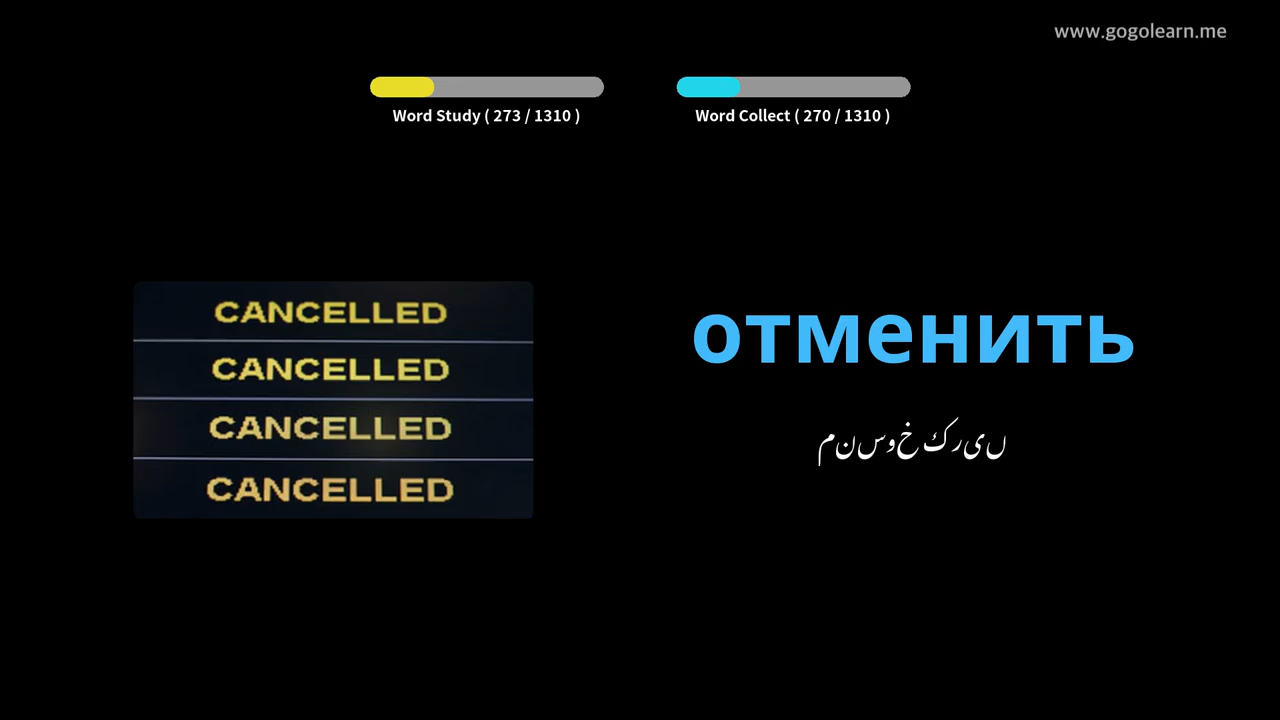 www.gogolearn.me
Word Study ( 273 / 1310 )
Word Collect ( 270 / 1310 )
CANCELLED
CANCELLED
CANCELLED
CANCELLED
отменить
منسوخ کریں